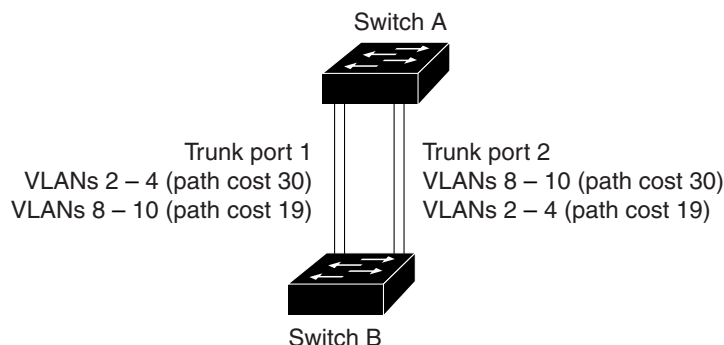 Switch A
Trunk port 1
VLANs 2 – 4 (path cost 30)
VLANs 8 – 10 (path cost 19)
Trunk port 2
VLANs 8 – 10 (path cost 30)
VLANs 2 – 4 (path cost 19)
Switch B